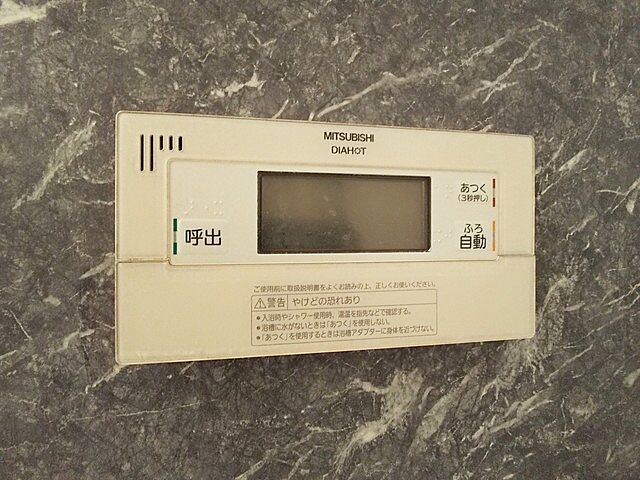 MITSUBISHI
DIAHOT
あつく
(3秒押し)
呼出
ふろ
自動
ご使用前に取扱説明書をよくお読みの上、正しくお使いください。
⚠警告 やけどの恐れあり
●入浴時やシャワー使用時、湯温を指先などで確認する。
●浴槽に水がないときは「あつく」を使用しない。
●「あつく」を使用するときは浴槽アダプターに身体を近づけない。